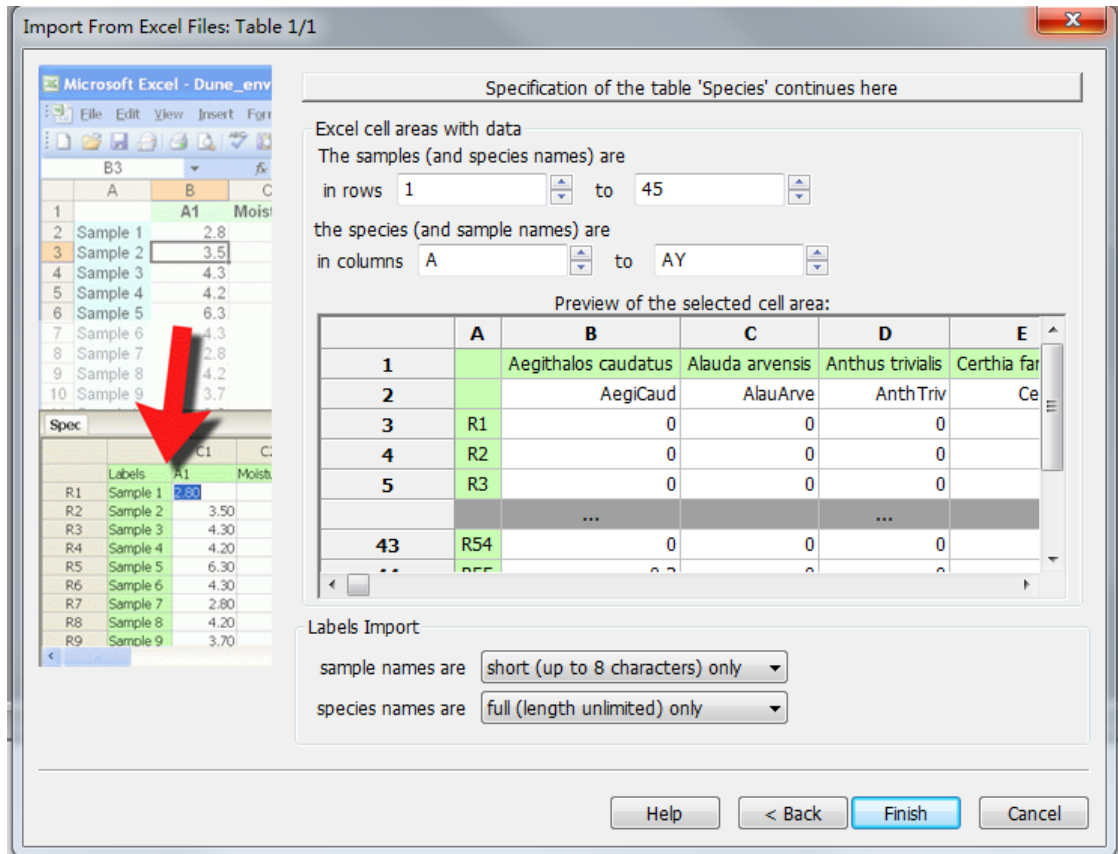 Import From Excel Files: Table 1/1
Microsoft Excel - Dune_env
File Edit View Insert Form
B3 fx
A B C
1 A1 Moist
2 Sample 1 2.8
3 Sample 2 3.5
4 Sample 3 4.3
5 Sample 4 4.2
6 Sample 5 6.3
7 Sample 6 4.3
8 Sample 7 2.8
9 Sample 8 4.2
10 Sample 9 3.7
Spec
C1 C2
Labels A1 Moistu
R1 Sample 1 2.80
R2 Sample 2 3.50
R3 Sample 3 4.30
R4 Sample 4 4.20
R5 Sample 5 6.30
R6 Sample 6 4.30
R7 Sample 7 2.80
R8 Sample 8 4.20
R9 Sample 9 3.70
Specification of the table 'Species' continues here
Excel cell areas with data
The samples (and species names) are
in rows 1 to 45
the species (and sample names) are
in columns A to AY
Preview of the selected cell area:
A B C D E
1 Aegithalos caudatus Alauda arvensis Anthus trivialis Certhia far
2 AegiCaud AlauArve AnthTriv Ce
3 R1 0 0 0
4 R2 0 0 0
5 R3 0 0 0
... ...
43 R54 0 0 0
Labels Import
sample names are short (up to 8 characters) only
species names are full (length unlimited) only
Help < Back Finish Cancel